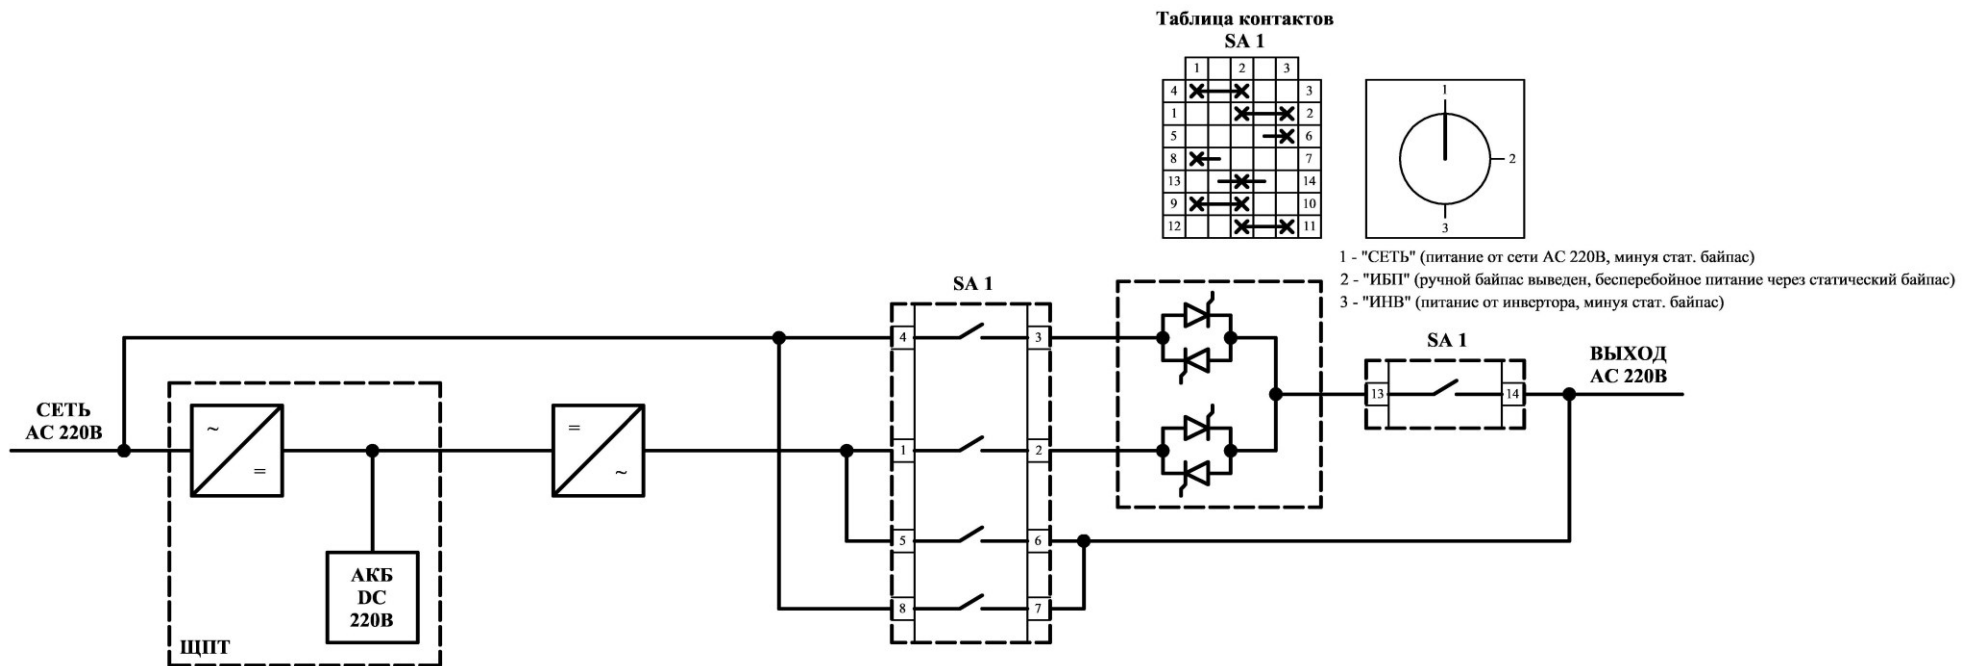 Таблица контактов
SA 1
1 2 3
4 3
1 2
5 6
8 7
13 14
9 10
12 11
1
2
3
1 - "СЕТЬ" (питание от сети АС 220В, минуя стат. байпас)
2 - "ИБП" (ручной байпас выведен, бесперебойное питание через статический байпас)
3 - "ИНВ" (питание от инвертора, минуя стат. байпас)
SA 1
4 3
SA 1
ВЫХОД
АС 220В
13 14
СЕТЬ
АС 220В
~
=
=
~
1 2
5 6
АКБ
DC
220В
8 7
ЩПТ